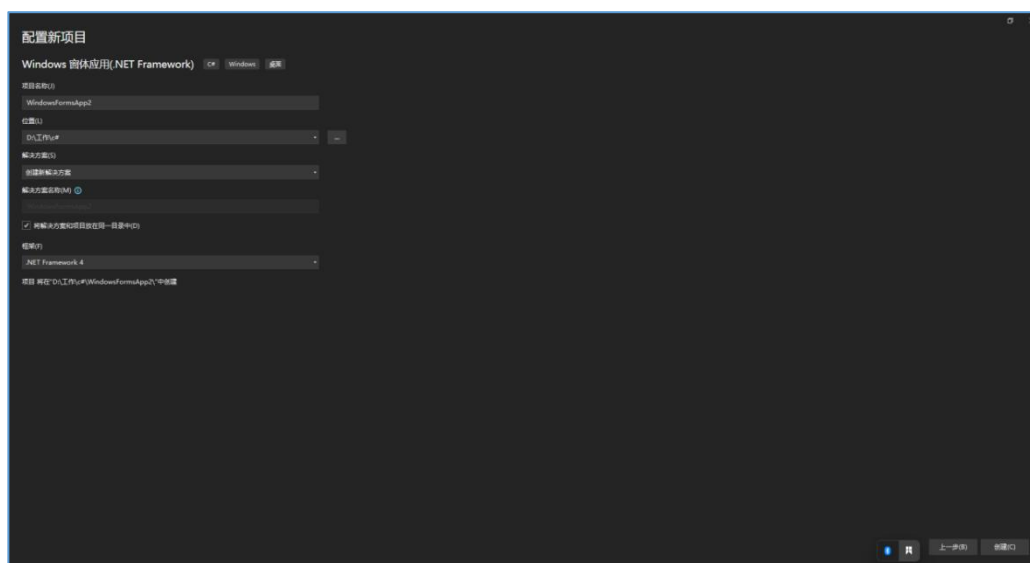 配置新项目
Windows 窗体应用(.NET Framework) C# Windows 桌面
项目名称(J)
WindowsFormsApp2
位置(L)
D:\工作\c#
...
解决方案(S)
创建新解决方案
解决方案名称(M)
WindowsFormsApp2
将解决方案和项目放在同一目录中(D)
框架(F)
.NET Framework 4
项目 将在"D:\工作\c#\WindowsFormsApp2\"中创建
上一步(B) 创建(C)